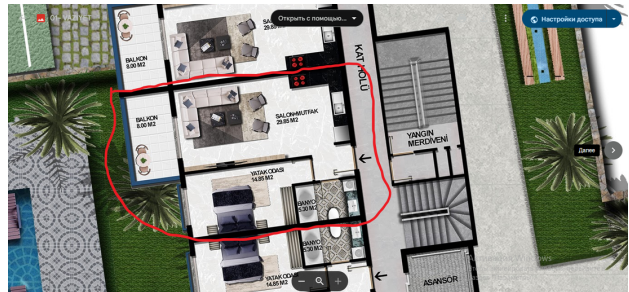 Открыть с помощью...
Настройки доступа
BALKON
8.00 M2
SALON+MUTFAK
29.85 M2
KAT HOLÜ
BALKON
8.00 M2
SALON+MUTFAK
29.85 M2
YANGIN
MERDİVENİ
Далее
YATAK ODASI
14.85 M2
BANYO
5.30 M2
BANYO
5.30 M2
YATAK ODASI
14.85 M2
ASANSÖR